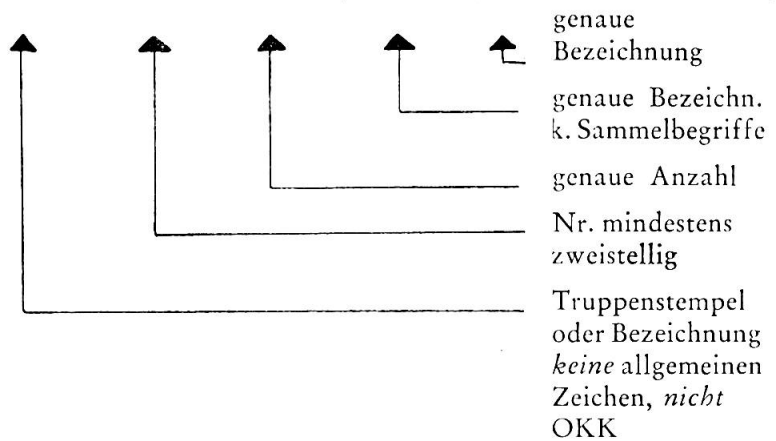 genaue
Bezeichnung
genaue Bezeichn.
k. Sammelbegriffe
genaue Anzahl
Nr. mindestens
zweistellig
Truppenstempel
oder Bezeichnung
keine allgemeinen
Zeichen, nicht
OKK